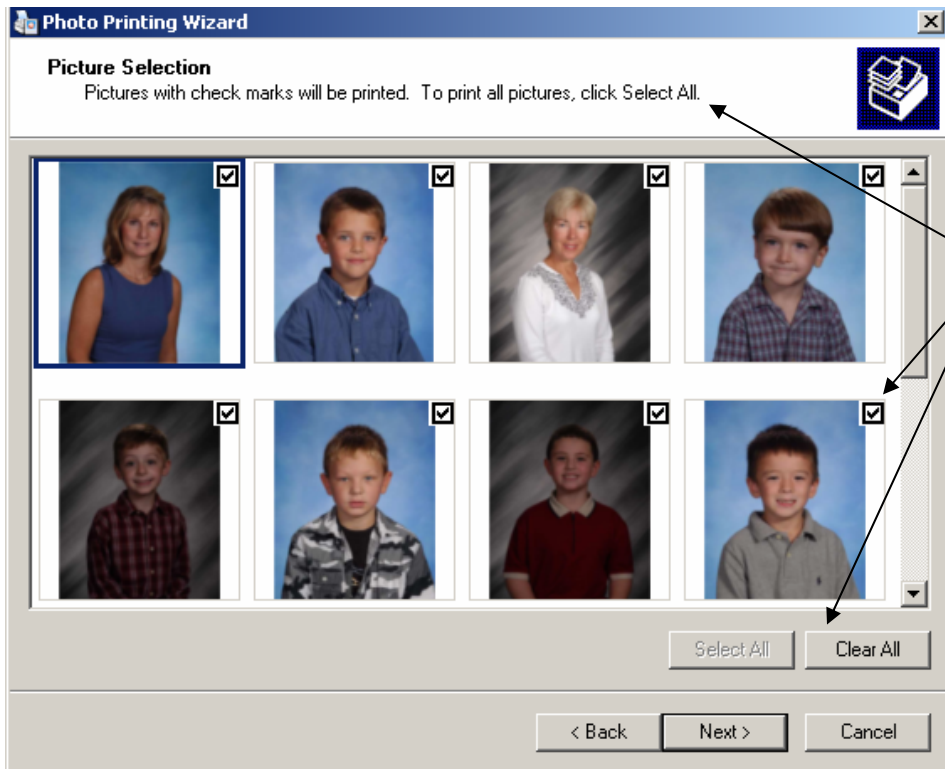 Photo Printing Wizard
Picture Selection
Pictures with check marks will be printed. To print all pictures, click Select All.
Select All
Clear All
< Back
Next >
Cancel